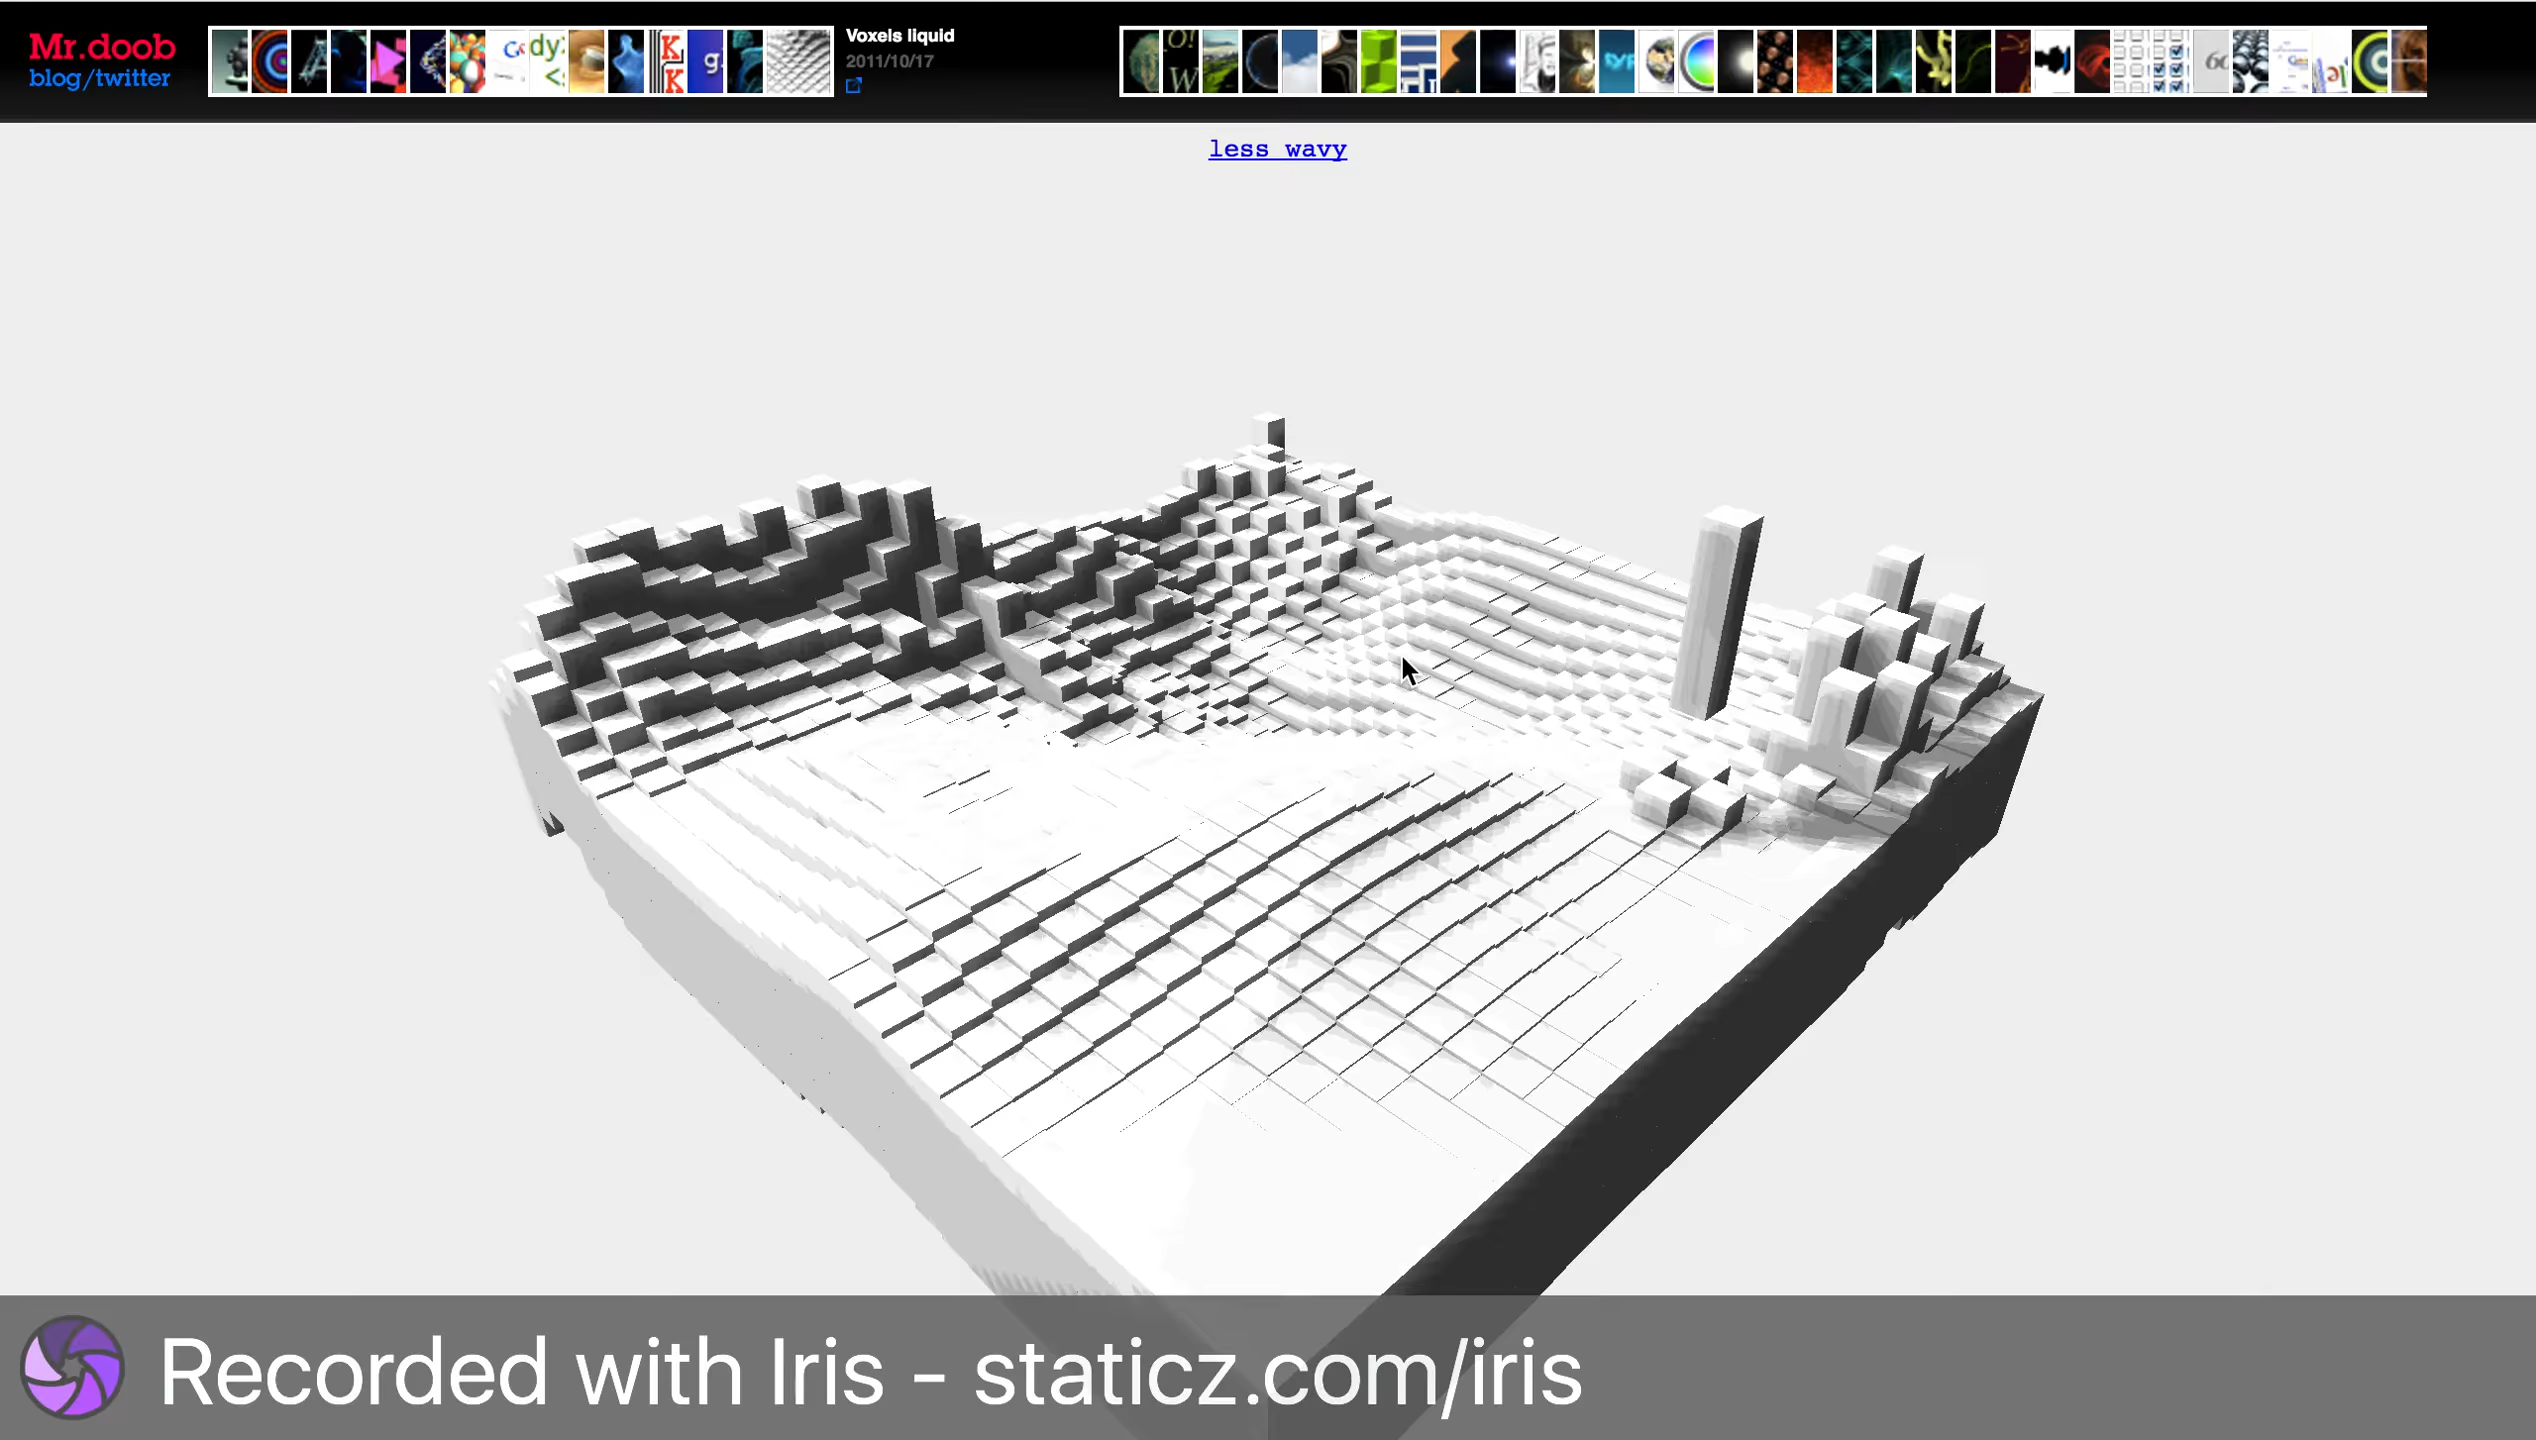 Mr.doob
blog/twitter
Voxels liquid
2011/10/17
less wavy
Recorded with Iris - staticz.com/iris